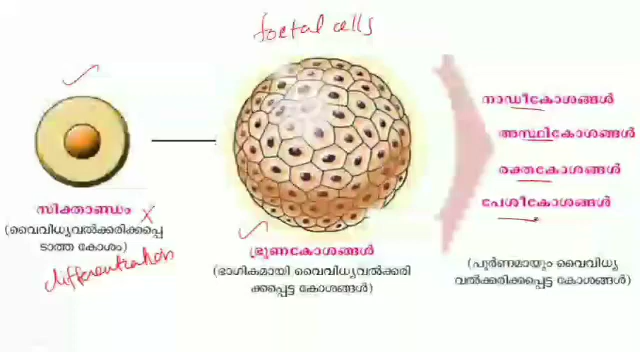 foetal cells
സിക്താണ്ഡം
(വൈവിധ്യവൽക്കരിക്കപ്പെ
ടാത്ത കോശം)
differentiation
ഭ്രൂണകോശങ്ങൾ
(ഭാഗികമായി വൈവിധ്യവൽക്കരി
ക്കപ്പെട്ട കോശങ്ങൾ)
നാഡീകോശങ്ങൾ
അസ്ഥികോശങ്ങൾ
രക്തകോശങ്ങൾ
പേശീകോശങ്ങൾ
(പൂർണമായും വൈവിധ്യ
വൽക്കരിക്കപ്പെട്ട കോശങ്ങൾ)